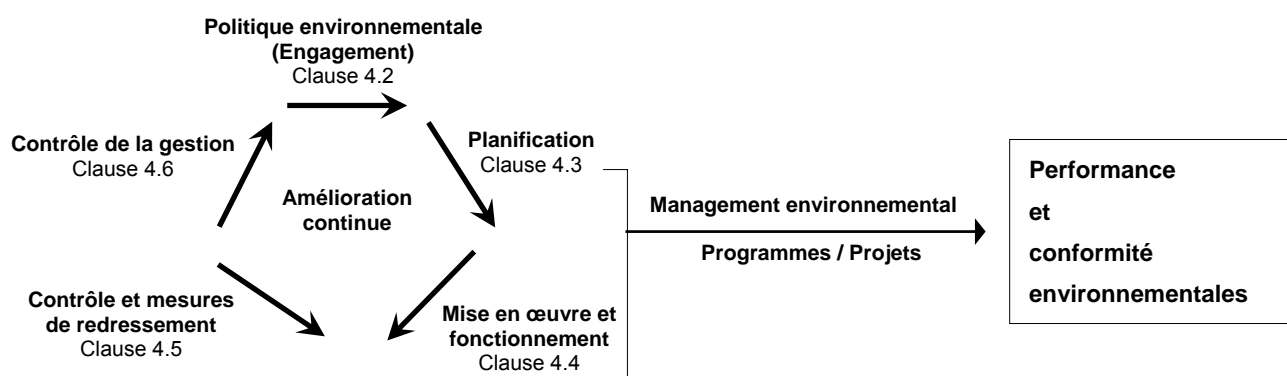 Politique environnementale
(Engagement)
Clause 4.2
Contrôle de la gestion
Clause 4.6
Planification
Clause 4.3
Amélioration
continue
Management environnemental
Programmes / Projets
Performance
et
conformité
environnementales
Contrôle et mesures
de redressement
Clause 4.5
Mise en œuvre et
fonctionnement
Clause 4.4